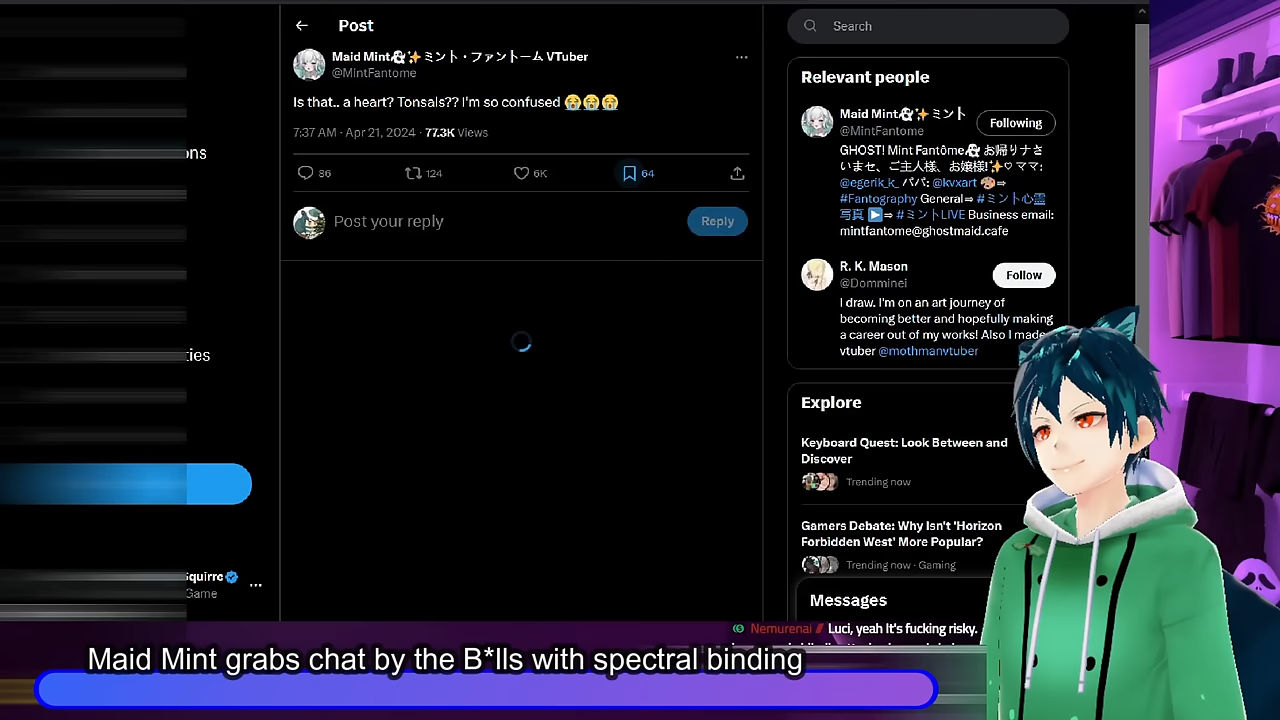 Post
Maid Mint👻✨ミント・ファントーム VTuber
@MintFantome
Is that.. a heart? Tonsals?? I'm so confused 😭😭😭
7:37 AM · Apr 21, 2024 · 77.3K Views
86 124 6K 64
Post your reply
Reply
ons
ties
Squirre
Game
Search
Relevant people
Maid Mint👻✨ミント
@MintFantome
Following
GHOST! Mint Fantôme👻 お帰りナさ
いませ、ご主人様、お嬢様!✨♡ ママ:
@egerik_k_ パパ: @kvxart 🎨⇒
#Fantography General⇒ #ミント心霊
写真 ▶️⇒ #ミントLIVE Business email:
mintfantome@ghostmaid.cafe
R. K. Mason
@Domminei
Follow
I draw. I'm on an art journey of
becoming better and hopefully making
a career out of my works! Also I made
vtuber @mothmanvtuber
Explore
Keyboard Quest: Look Between and
Discover
Trending now
Gamers Debate: Why Isn't 'Horizon
Forbidden West' More Popular?
Trending now · Gaming
Messages
Nemurenai Luci, yeah It's fucking risky.
Maid Mint grabs chat by the B*lls with spectral binding